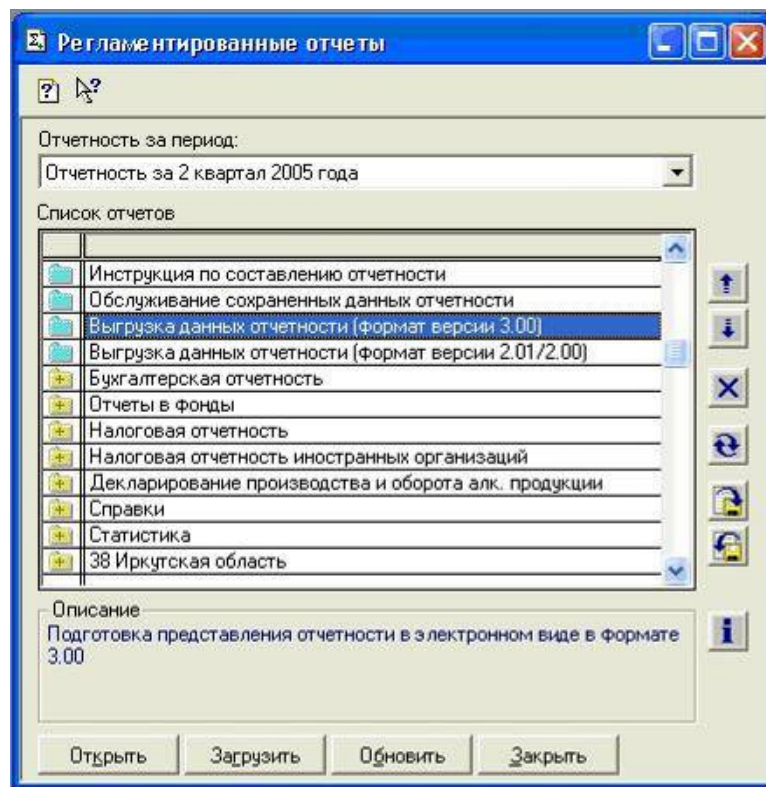 Регламентированные отчеты
Отчетность за период:
Отчетность за 2 квартал 2005 года
Список отчетов
Инструкция по составлению отчетности
Обслуживание сохраненных данных отчетности
Выгрузка данных отчетности (формат версии 3.00)
Выгрузка данных отчетности (формат версии 2.01/2.00)
Бухгалтерская отчетность
Отчеты в фонды
Налоговая отчетность
Налоговая отчетность иностранных организаций
Декларирование производства и оборота алк. продукции
Справки
Статистика
38 Иркутская область
Описание
Подготовка представления отчетности в электронном виде в формате
3.00
Открыть Загрузить Обновить Закрыть